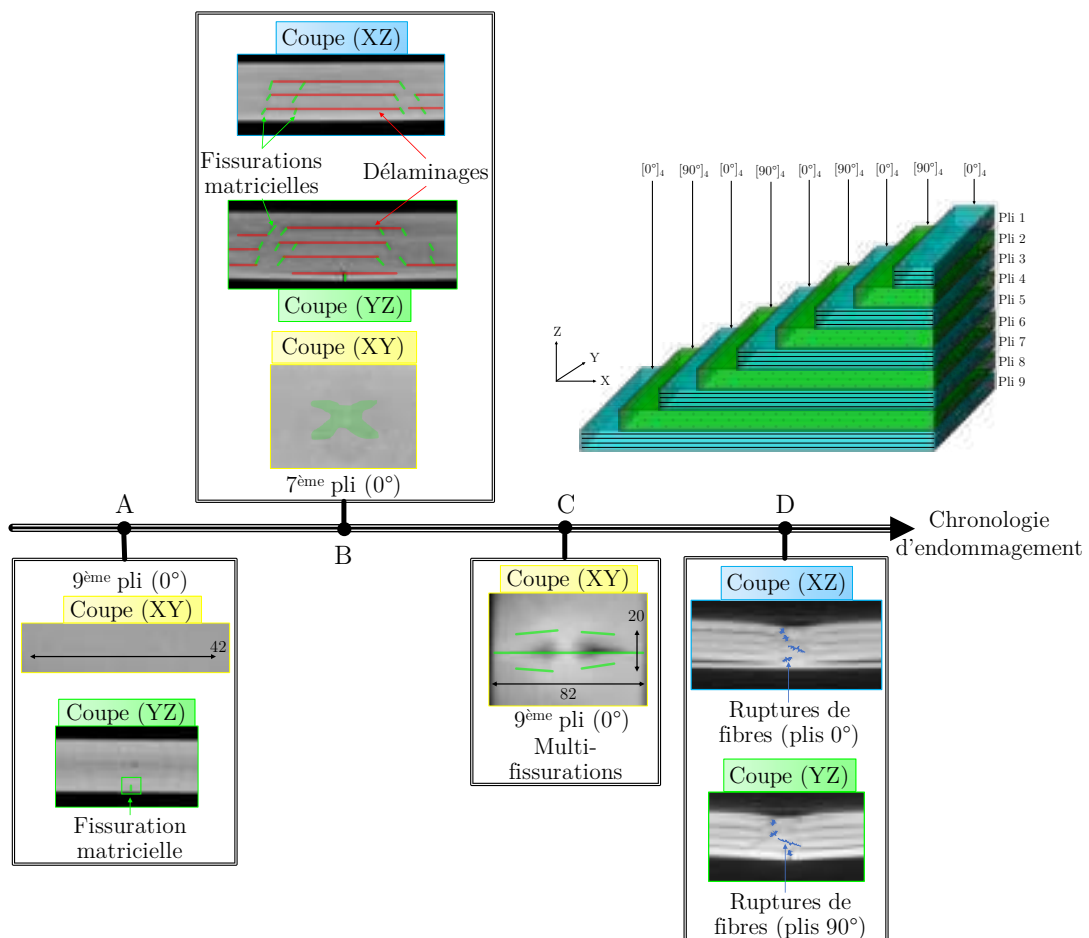 Coupe (XZ)
Fissurations
matricielles
Délaminages
Coupe (YZ)
Coupe (XY)
7ème pli (0°)
[0°]₄
[90°]₄
[0°]₄
[90°]₄
[0°]₄
[90°]₄
[0°]₄
[90°]₄
[0°]₄
Pli 1
Pli 2
Pli 3
Pli 4
Pli 5
Pli 6
Pli 7
Pli 8
Pli 9
Z
Y
X
A
B
C
D
Chronologie
d'endommagement
9ème pli (0°)
Coupe (XY)
42
Coupe (YZ)
Fissuration
matricielle
Coupe (XY)
20
82
9ème pli (0°)
Multi-
fissurations
Coupe (XZ)
Ruptures de
fibres (plis 0°)
Coupe (YZ)
Ruptures de
fibres (plis 90°)